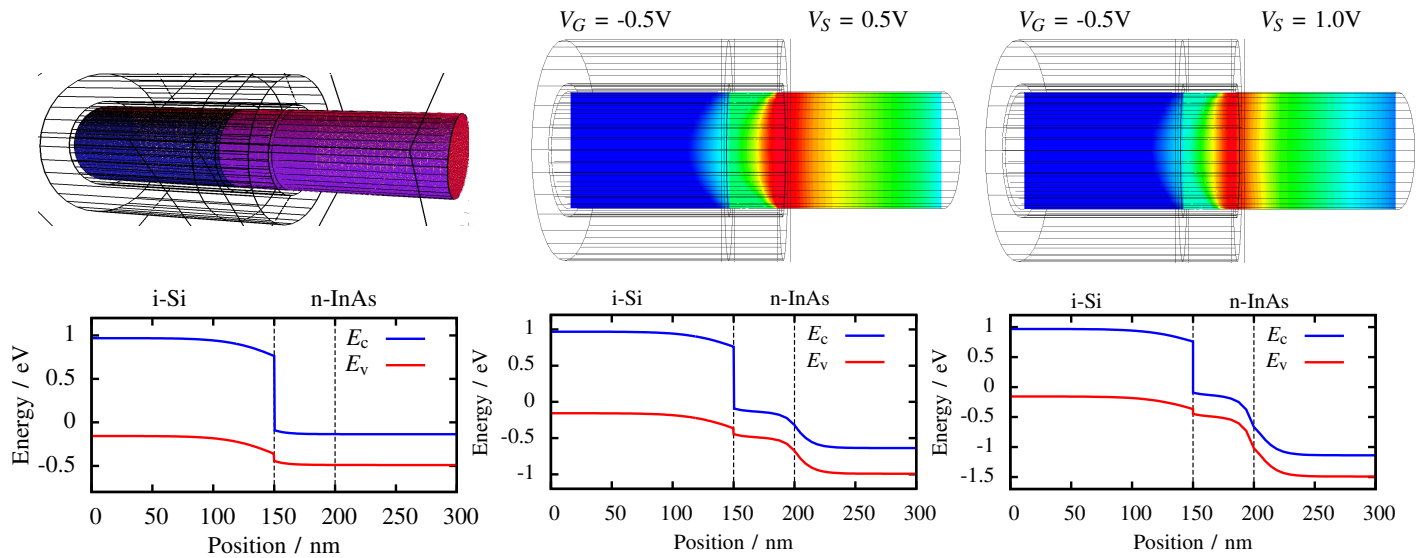 V_G = -0.5V V_S = 0.5V
V_G = -0.5V V_S = 1.0V
i-Si n-InAs
1
0.5
0
-0.5
Energy / eV
E_c
E_v
0 50 100 150 200 250 300
Position / nm
i-Si n-InAs
1
0.5
0
-0.5
-1
Energy / eV
E_c
E_v
0 50 100 150 200 250 300
Position / nm
i-Si n-InAs
1
0.5
0
-0.5
-1
-1.5
Energy / eV
E_c
E_v
0 50 100 150 200 250 300
Position / nm